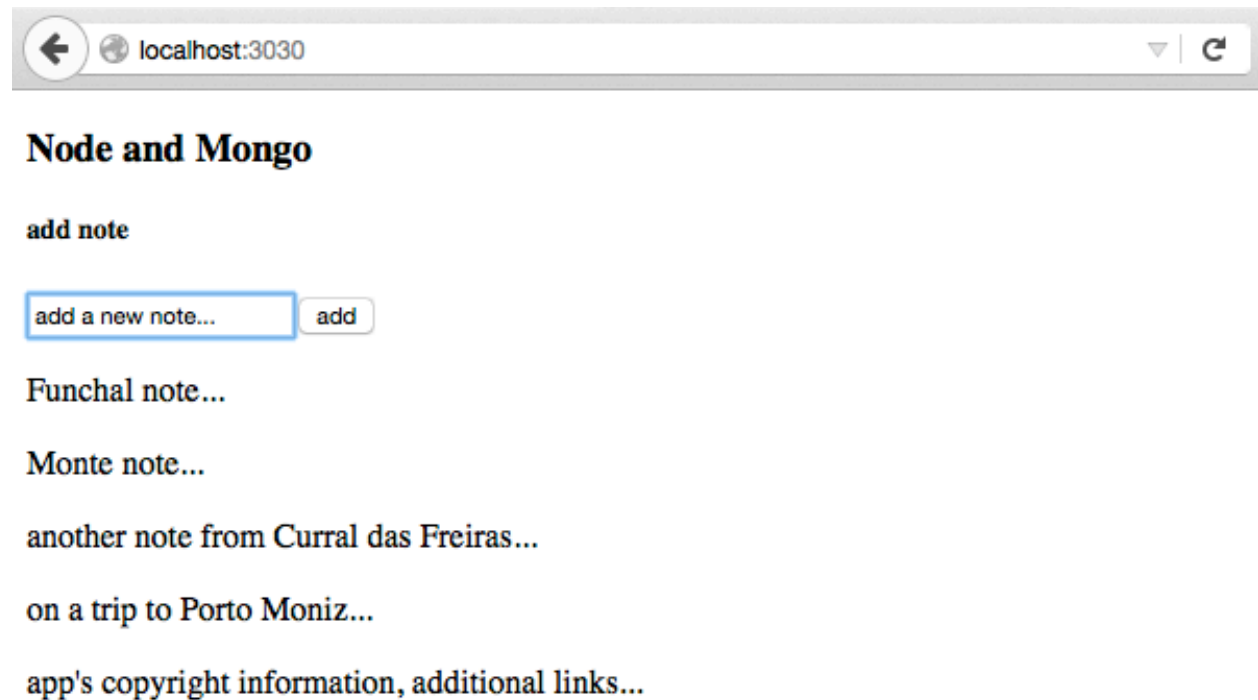 localhost:3030
Node and Mongo
add note
add a new note... add
Funchal note...
Monte note...
another note from Curral das Freiras...
on a trip to Porto Moniz...
app's copyright information, additional links...